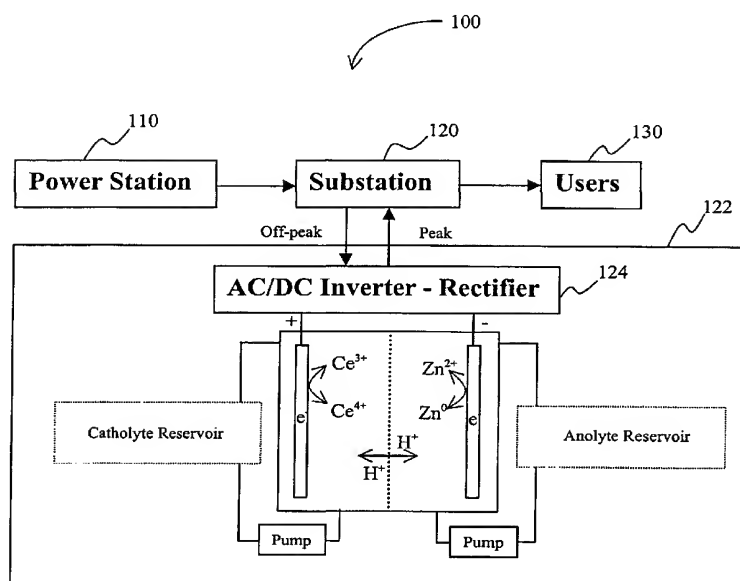 100
110
120
130
Power Station
Substation
Users
122
Off-peak
Peak
AC/DC Inverter - Rectifier
124
+
-
Ce³⁺
Ce⁴⁺
e
Zn²⁺
Zn⁰
e
Catholyte Reservoir
Anolyte Reservoir
H⁺
H⁺
Pump
Pump